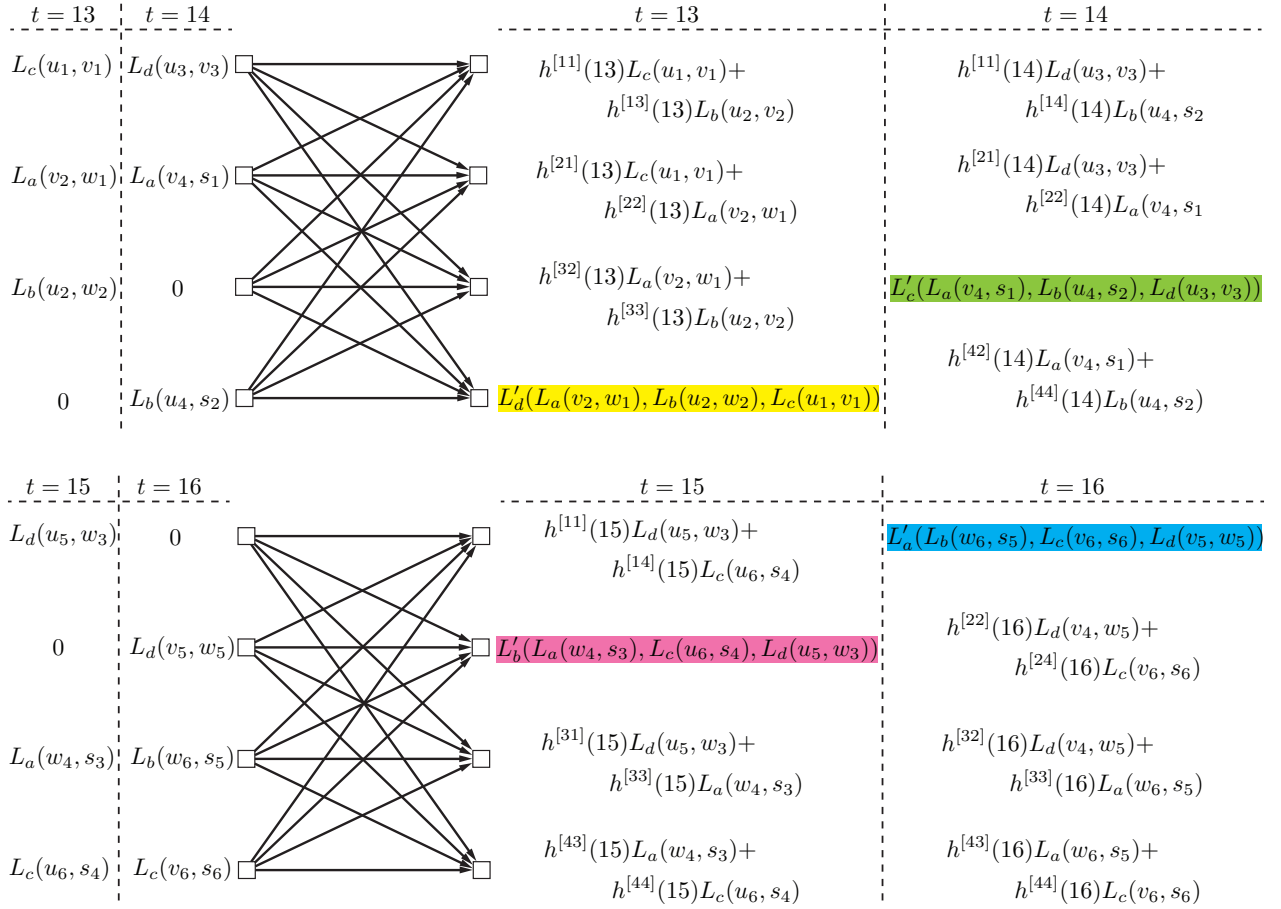 t = 13 t = 14 t = 13 t = 14
L_c(u_1, v_1) L_d(u_3, v_3) h^{[11]}(13)L_c(u_1, v_1)+ h^{[11]}(14)L_d(u_3, v_3)+
h^{[13]}(13)L_b(u_2, v_2) h^{[14]}(14)L_b(u_4, s_2
L_a(v_2, w_1) L_a(v_4, s_1) h^{[21]}(13)L_c(u_1, v_1)+ h^{[21]}(14)L_d(u_3, v_3)+
h^{[22]}(13)L_a(v_2, w_1) h^{[22]}(14)L_a(v_4, s_1
L_b(u_2, w_2) 0 h^{[32]}(13)L_a(v_2, w_1)+ L'_c(L_a(v_4, s_1), L_b(u_4, s_2), L_d(u_3, v_3))
h^{[33]}(13)L_b(u_2, v_2)
0 L_b(u_4, s_2) L'_d(L_a(v_2, w_1), L_b(u_2, w_2), L_c(u_1, v_1)) h^{[42]}(14)L_a(v_4, s_1)+
h^{[44]}(14)L_b(u_4, s_2)
t = 15 t = 16 t = 15 t = 16
L_d(u_5, w_3) 0 h^{[11]}(15)L_d(u_5, w_3)+ L'_a(L_b(w_6, s_5), L_c(v_6, s_6), L_d(v_5, w_5))
h^{[14]}(15)L_c(u_6, s_4)
0 L_d(v_5, w_5) L'_b(L_a(w_4, s_3), L_c(u_6, s_4), L_d(u_5, w_3)) h^{[22]}(16)L_d(v_4, w_5)+
h^{[24]}(16)L_c(v_6, s_6)
L_a(w_4, s_3) L_b(w_6, s_5) h^{[31]}(15)L_d(u_5, w_3)+ h^{[32]}(16)L_d(v_4, w_5)+
h^{[33]}(15)L_a(w_4, s_3) h^{[33]}(16)L_a(w_6, s_5)
L_c(u_6, s_4) L_c(v_6, s_6) h^{[43]}(15)L_a(w_4, s_3)+ h^{[43]}(16)L_a(w_6, s_5)+
h^{[44]}(15)L_c(u_6, s_4) h^{[44]}(16)L_c(v_6, s_6)